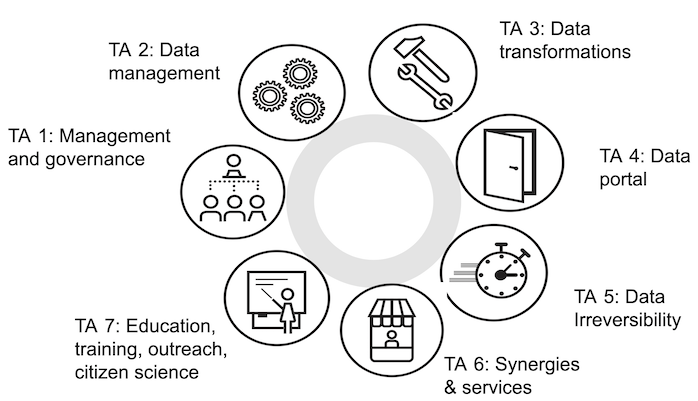 TA 1: Management
and governance
TA 2: Data
management
TA 3: Data
transformations
TA 4: Data
portal
TA 5: Data
Irreversibility
TA 6: Synergies
& services
TA 7: Education,
training, outreach,
citizen science